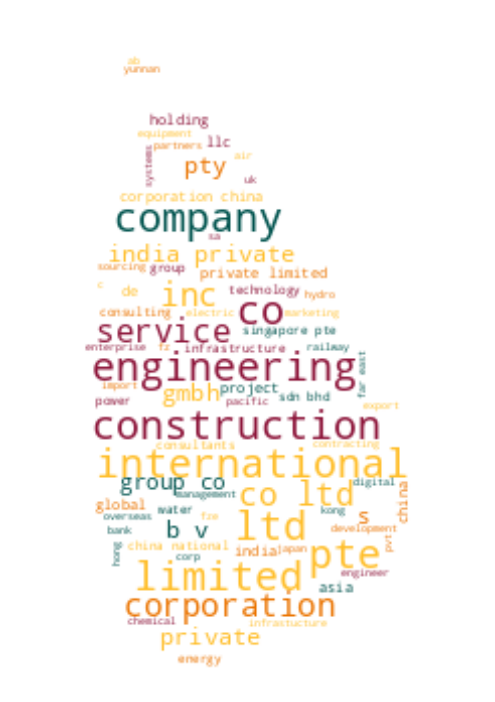 ab
yunnan
holding
equipment
partners llc
systems
pty air
uk
corporation china
company
sa
india private
sourcing group private limited
c de inc technology hydro
consulting electric co marketing
service singapore pte
enterprise fz infrastructure railway
engineering
far east
import gmbh project
power pacific sdn bhd export
construction
consultants contracting
international
group co digital
management co ltd china
global water kong s
overseas b v fze ltd development
bank
hong china national india japan pte pvt
corp
limited engineer
asia
corporation
chemical infrastucture
private
energy